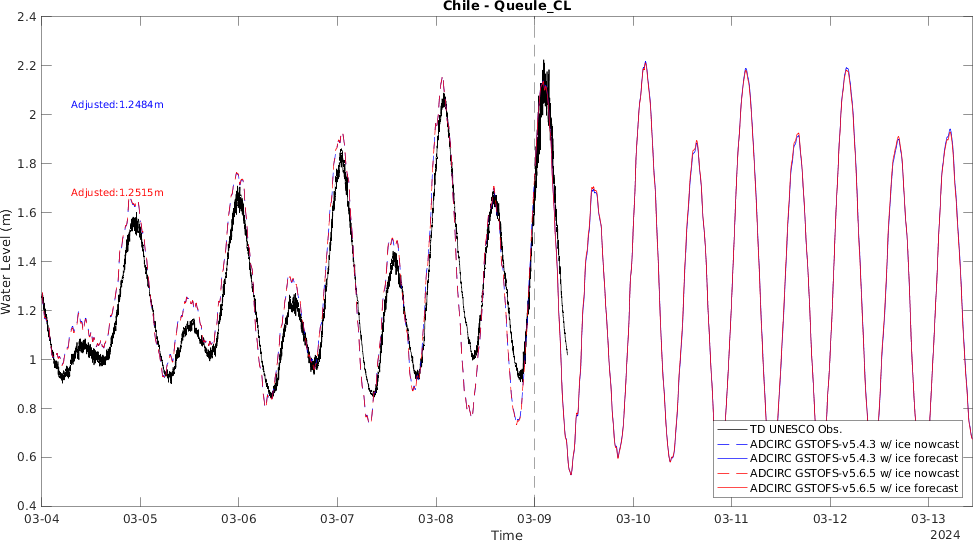 Chile - Queule_CL
2.4
2.2
2
1.8
1.6
1.4
1.2
1
0.8
0.6
0.4
Water Level (m)
Adjusted:1.2484m
Adjusted:1.2515m
TD UNESCO Obs.
ADCIRC GSTOFS-v5.4.3 w/ ice nowcast
ADCIRC GSTOFS-v5.4.3 w/ ice forecast
ADCIRC GSTOFS-v5.6.5 w/ ice nowcast
ADCIRC GSTOFS-v5.6.5 w/ ice forecast
03-04 03-05 03-06 03-07 03-08 03-09 03-10 03-11 03-12 03-13
Time
2024